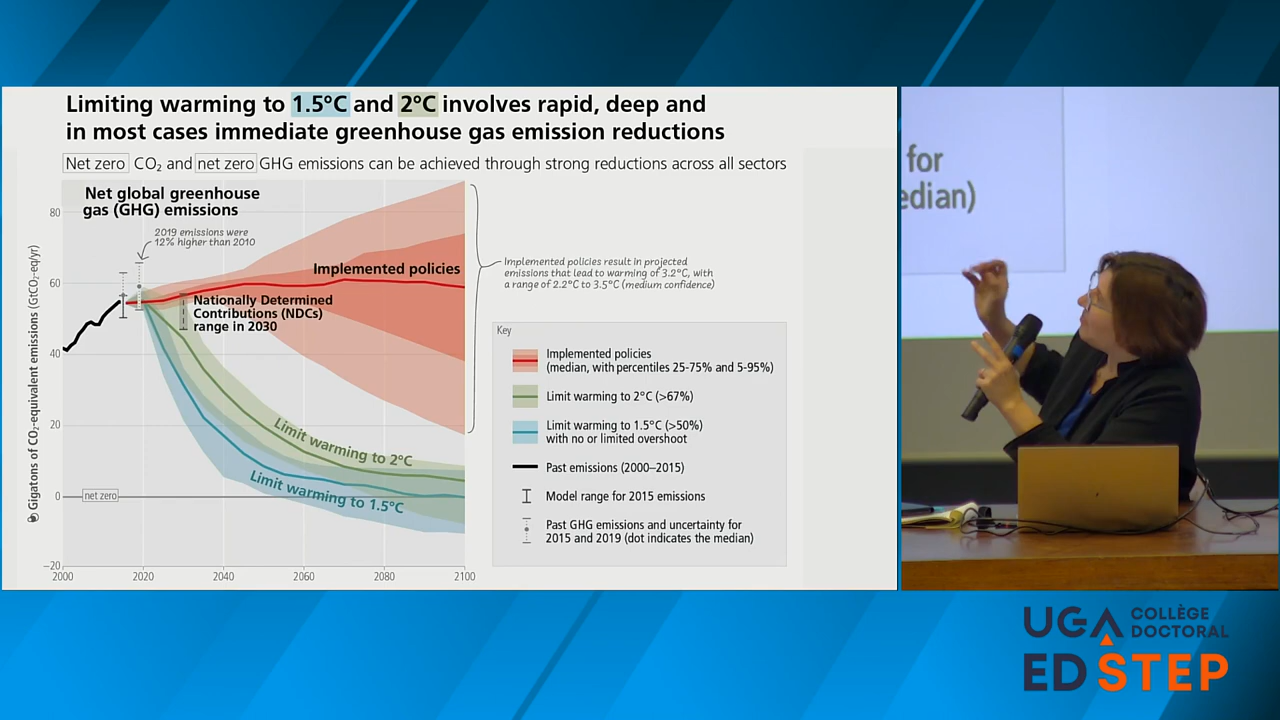 Limiting warming to 1.5°C and 2°C involves rapid, deep and
in most cases immediate greenhouse gas emission reductions
Net zero CO₂ and net zero GHG emissions can be achieved through strong reductions across all sectors
Net global greenhouse
gas (GHG) emissions
2019 emissions were
12% higher than 2010
Gigatons of CO₂-equivalent emissions (GtCO₂-eq/yr)
80
60
40
20
0
−20
net zero
2000
2020
2040
2060
2080
2100
Implemented policies
Nationally Determined
Contributions (NDCs)
range in 2030
Limit warming to 2°C
Limit warming to 1.5°C
Implemented policies result in projected
emissions that lead to warming of 3.2°C, with
a range of 2.2°C to 3.5°C (medium confidence)
Key
Implemented policies
(median, with percentiles 25-75% and 5-95%)
Limit warming to 2°C (>67%)
Limit warming to 1.5°C (>50%)
with no or limited overshoot
Past emissions (2000–2015)
Model range for 2015 emissions
Past GHG emissions and uncertainty for
2015 and 2019 (dot indicates the median)
for
edian)
UGA COLLÈGE
DOCTORAL
ED STEP